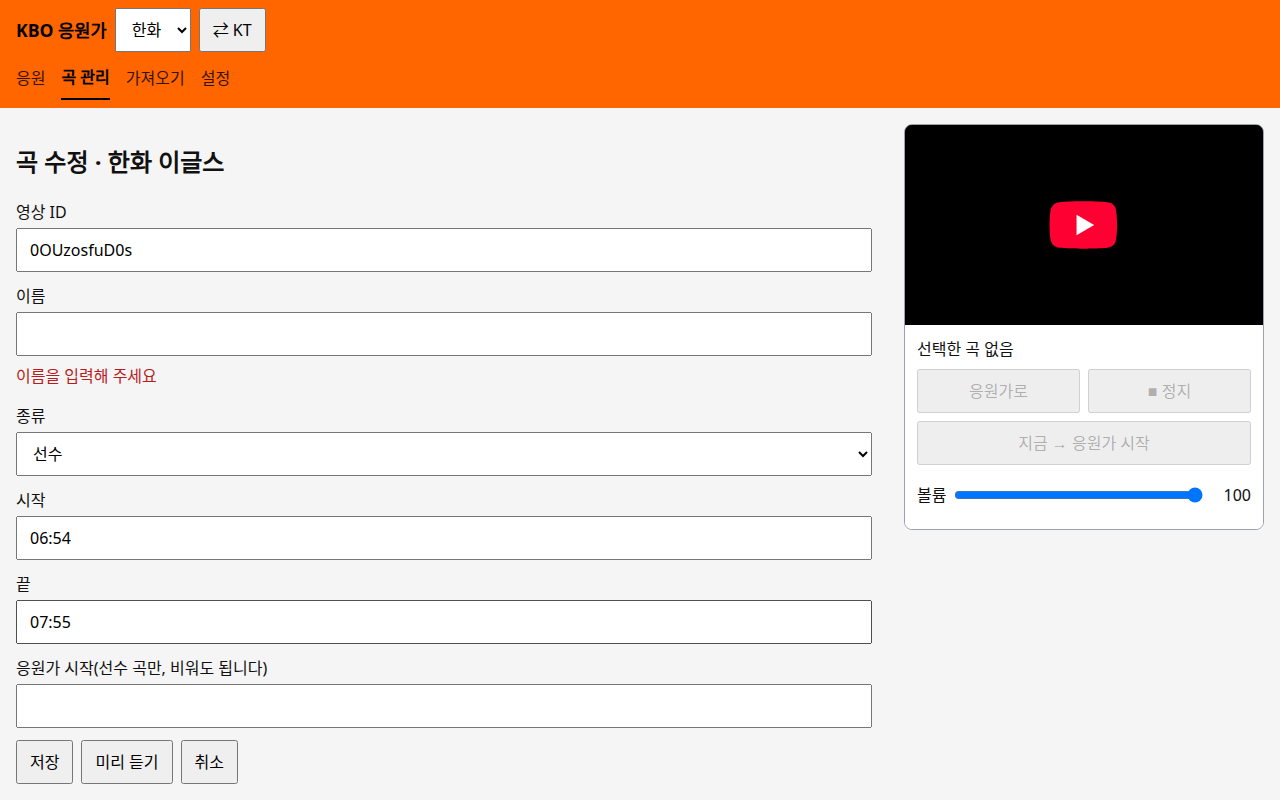 KBO 응원가
한화
⇄ KT
응원
곡 관리
가져오기
설정
곡 수정 · 한화 이글스
영상 ID
0OUzosfuD0s
이름
이름을 입력해 주세요
종류
선수
시작
06:54
끝
07:55
응원가 시작(선수 곡만, 비워도 됩니다)
저장
미리 듣기
취소
선택한 곡 없음
응원가로
■ 정지
지금 → 응원가 시작
볼륨
100